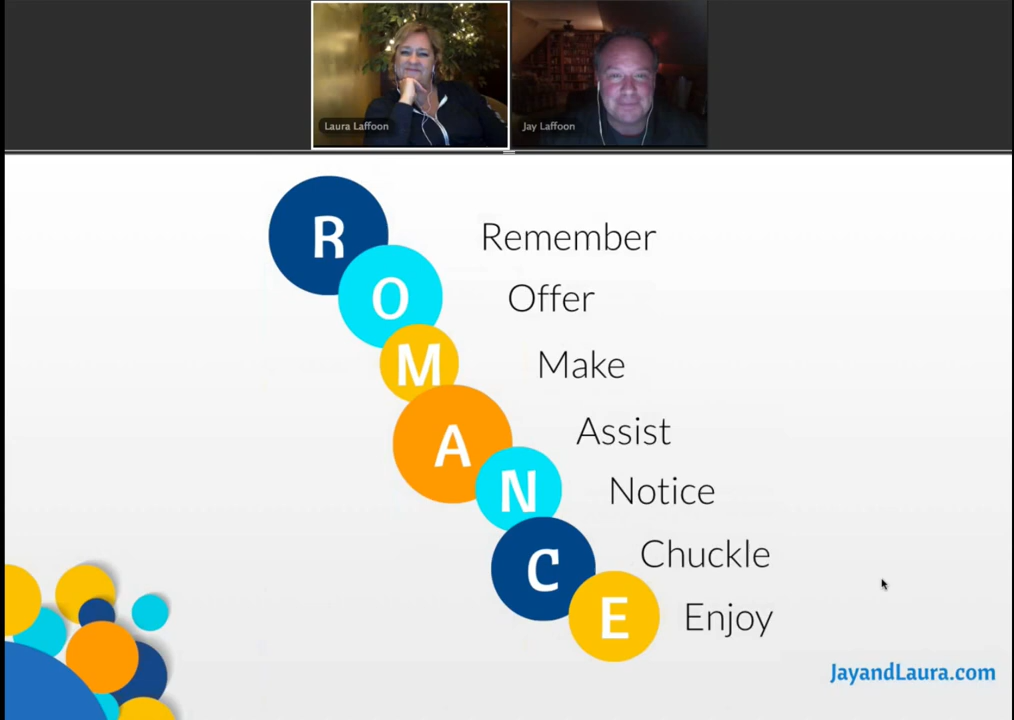 Laura Laffoon
Jay Laffoon
R Remember
O Offer
M Make
A Assist
N Notice
C Chuckle
E Enjoy
JayandLaura.com